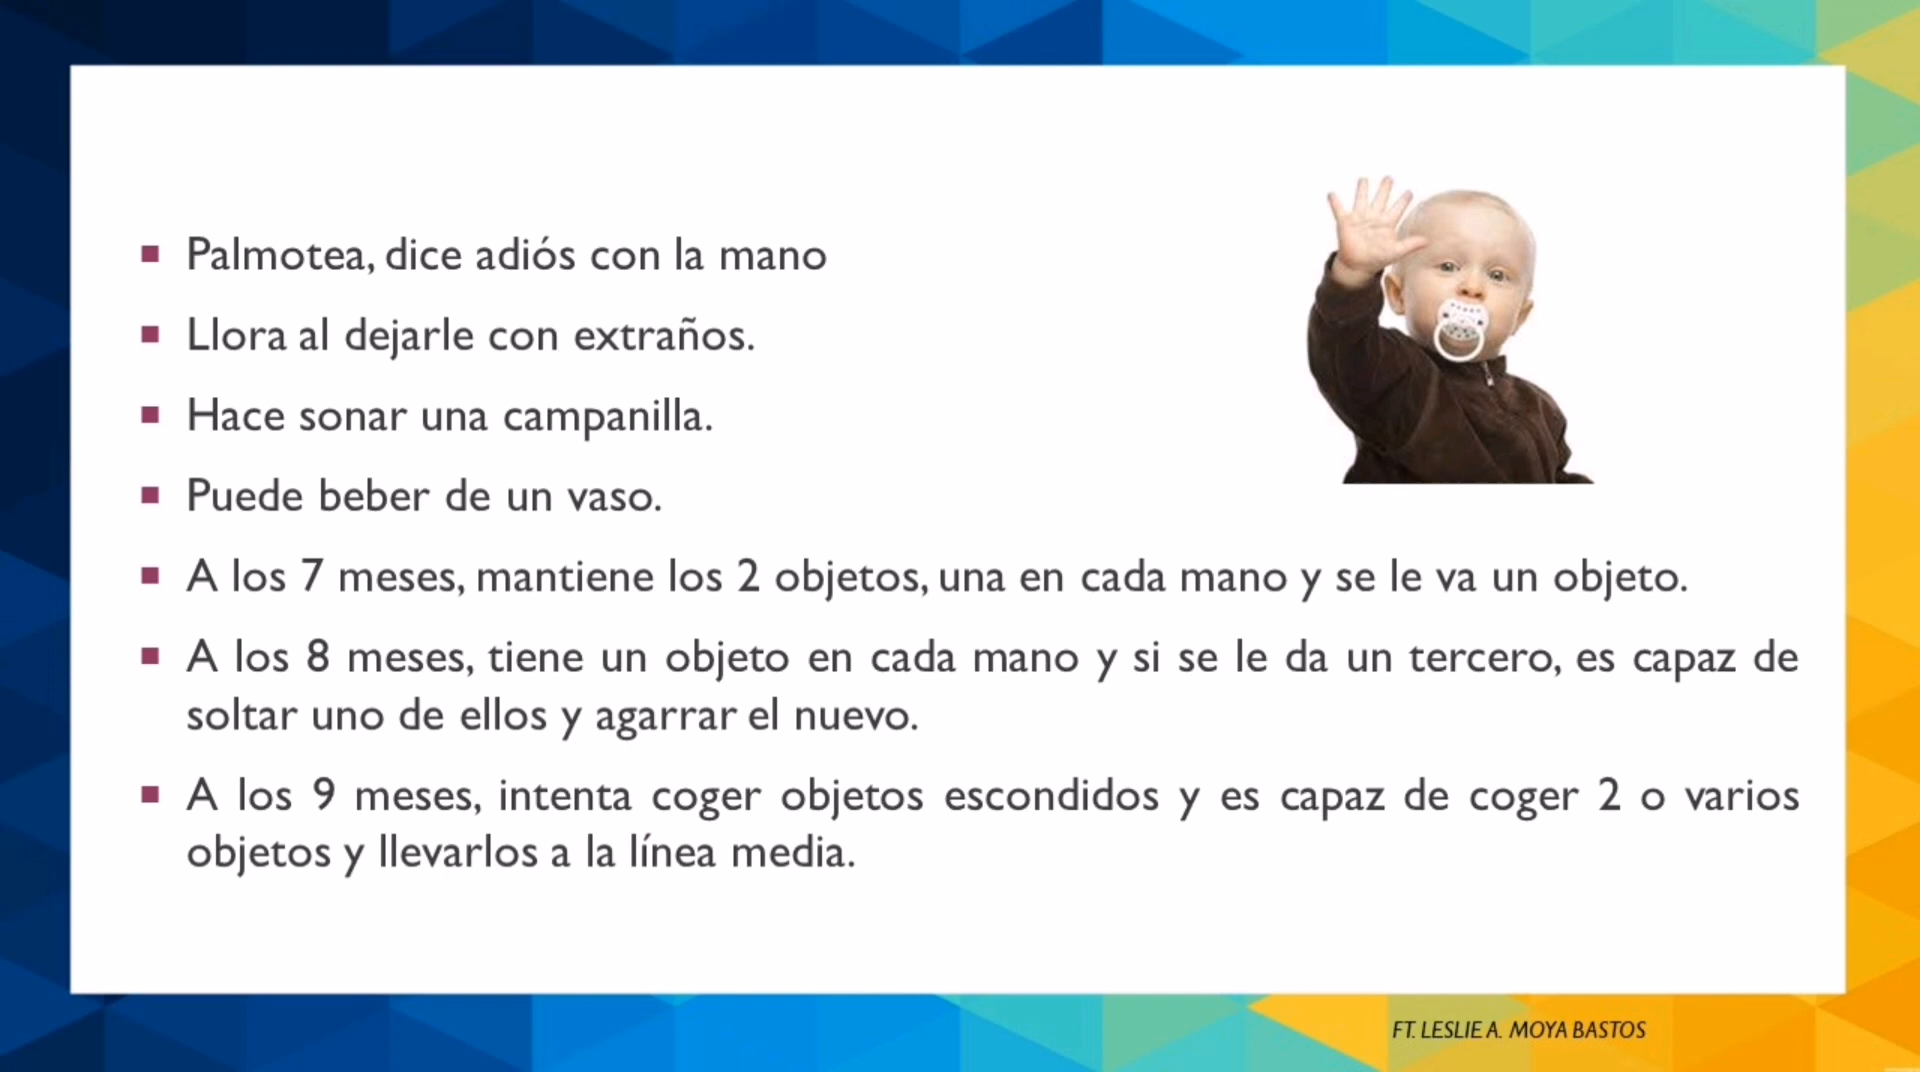 Palmotea, dice adiós con la mano
Llora al dejarle con extraños.
Hace sonar una campanilla.
Puede beber de un vaso.
A los 7 meses, mantiene los 2 objetos, una en cada mano y se le va un objeto.
A los 8 meses, tiene un objeto en cada mano y si se le da un tercero, es capaz de
soltar uno de ellos y agarrar el nuevo.
A los 9 meses, intenta coger objetos escondidos y es capaz de coger 2 o varios
objetos y llevarlos a la línea media.
FT. LESLIE A. MOYA BASTOS